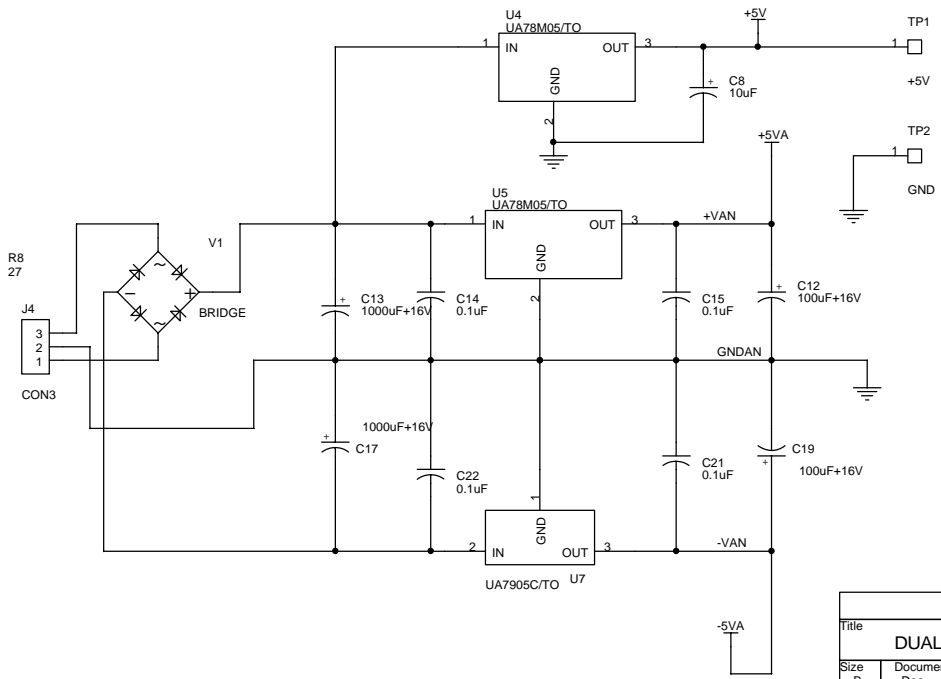 U4
UA78M05/TO
1 IN OUT 3
GND
2
+5V
TP1
1
+5V
C8
10uF
+
TP2
1
GND
+5VA
U5
UA78M05/TO
1 IN OUT 3
GND
2
+VAN
R8
27
V1
BRIDGE
J4
3
2
1
CON3
+
C13
1000uF+16V
C14
0.1uF
C15
0.1uF
+
C12
100uF+16V
GNDAN
1000uF+16V
+
C17
C22
0.1uF
C21
0.1uF
C19
+
100uF+16V
1
GND
2 IN OUT 3
-VAN
UA7905C/TO
U7
-5VA
Title
DUAL
Size